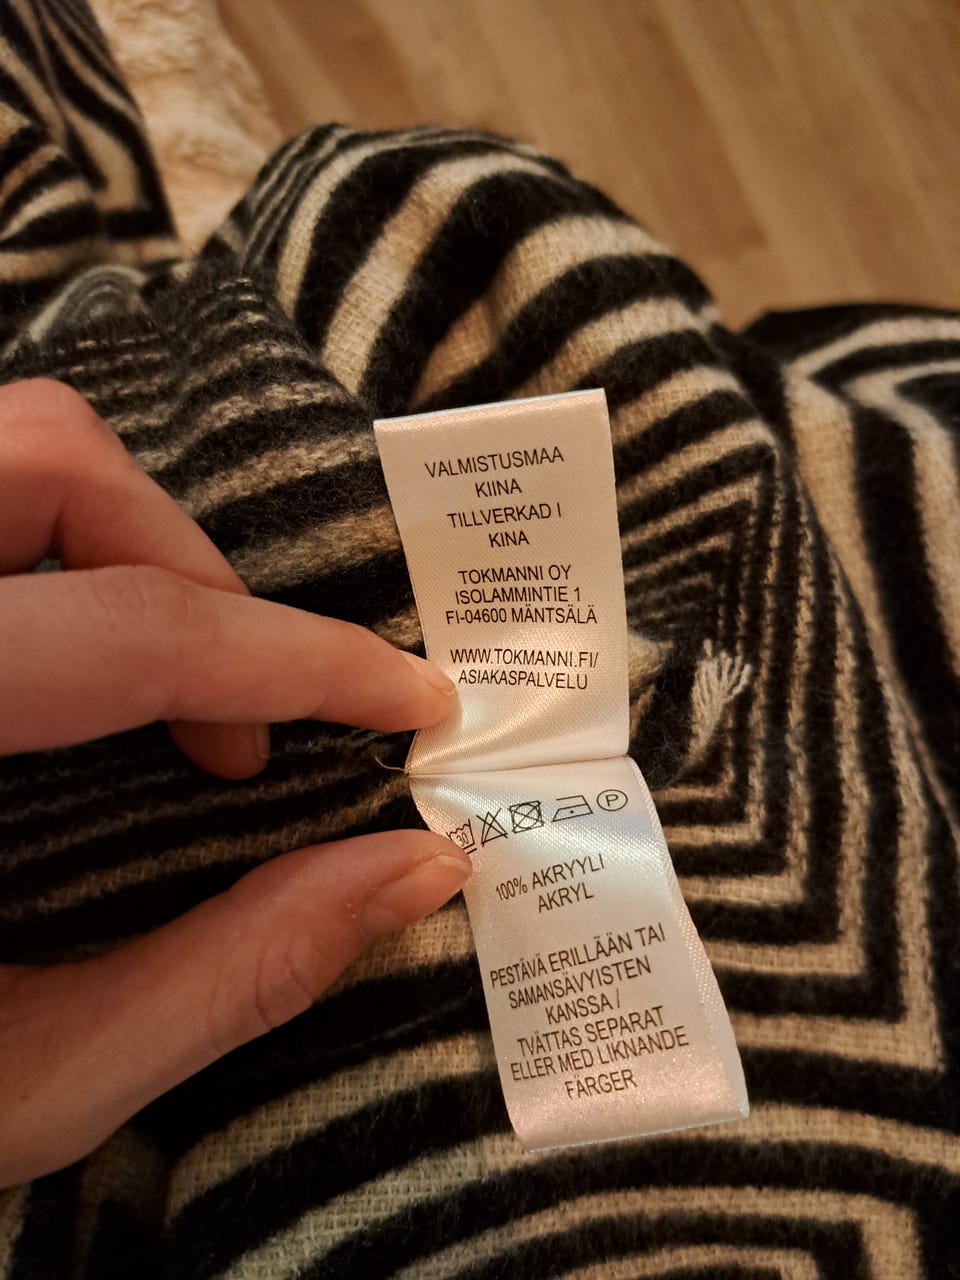 VALMISTUSMAA
KIINA
TILLVERKAD I
KINA
TOKMANNI OY
ISOLAMMINTIE 1
FI-04600 MÄNTSÄLÄ
WWW.TOKMANNI.FI/
ASIAKASPALVELU
30 P
100% AKRYYLI
AKRYL
PESTÄVÄ ERILLÄÄN TAI
SAMANSÄVYISTEN
KANSSA /
TVÄTTAS SEPARAT
ELLER MED LIKNANDE
FÄRGER